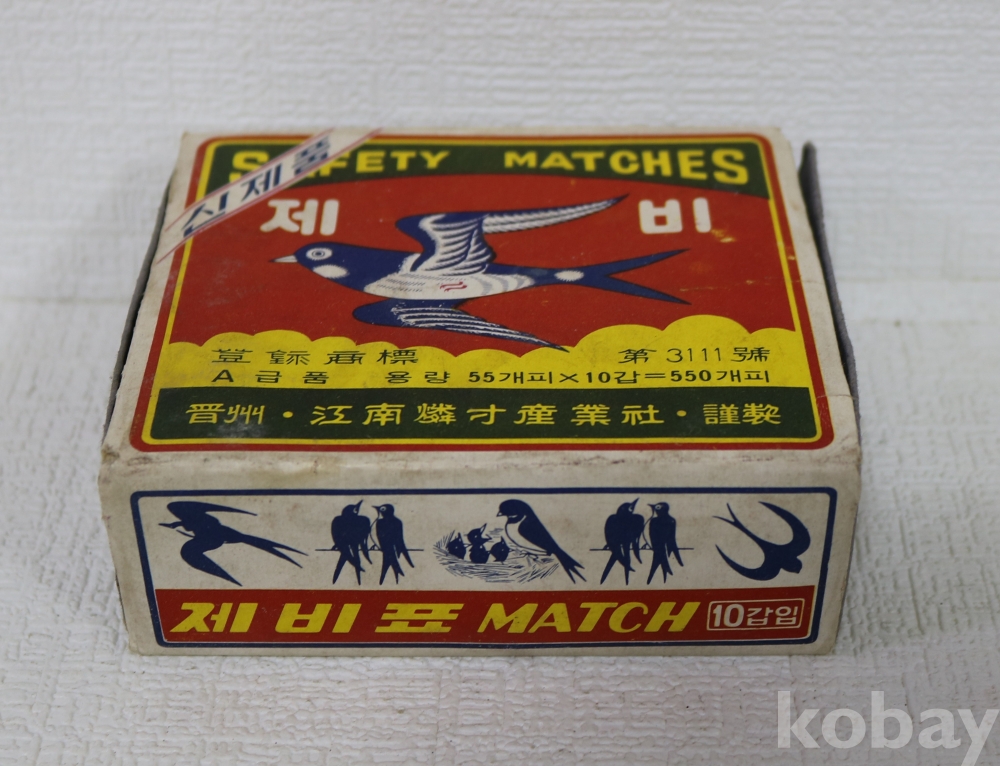 SAFETY MATCHES
신제품
제비
登錄商標 第3111號
A급품 용량 55개피×10갑=550개피
晋州·江南燐寸産業社·謹製
제비표 MATCH 10갑입
kobay